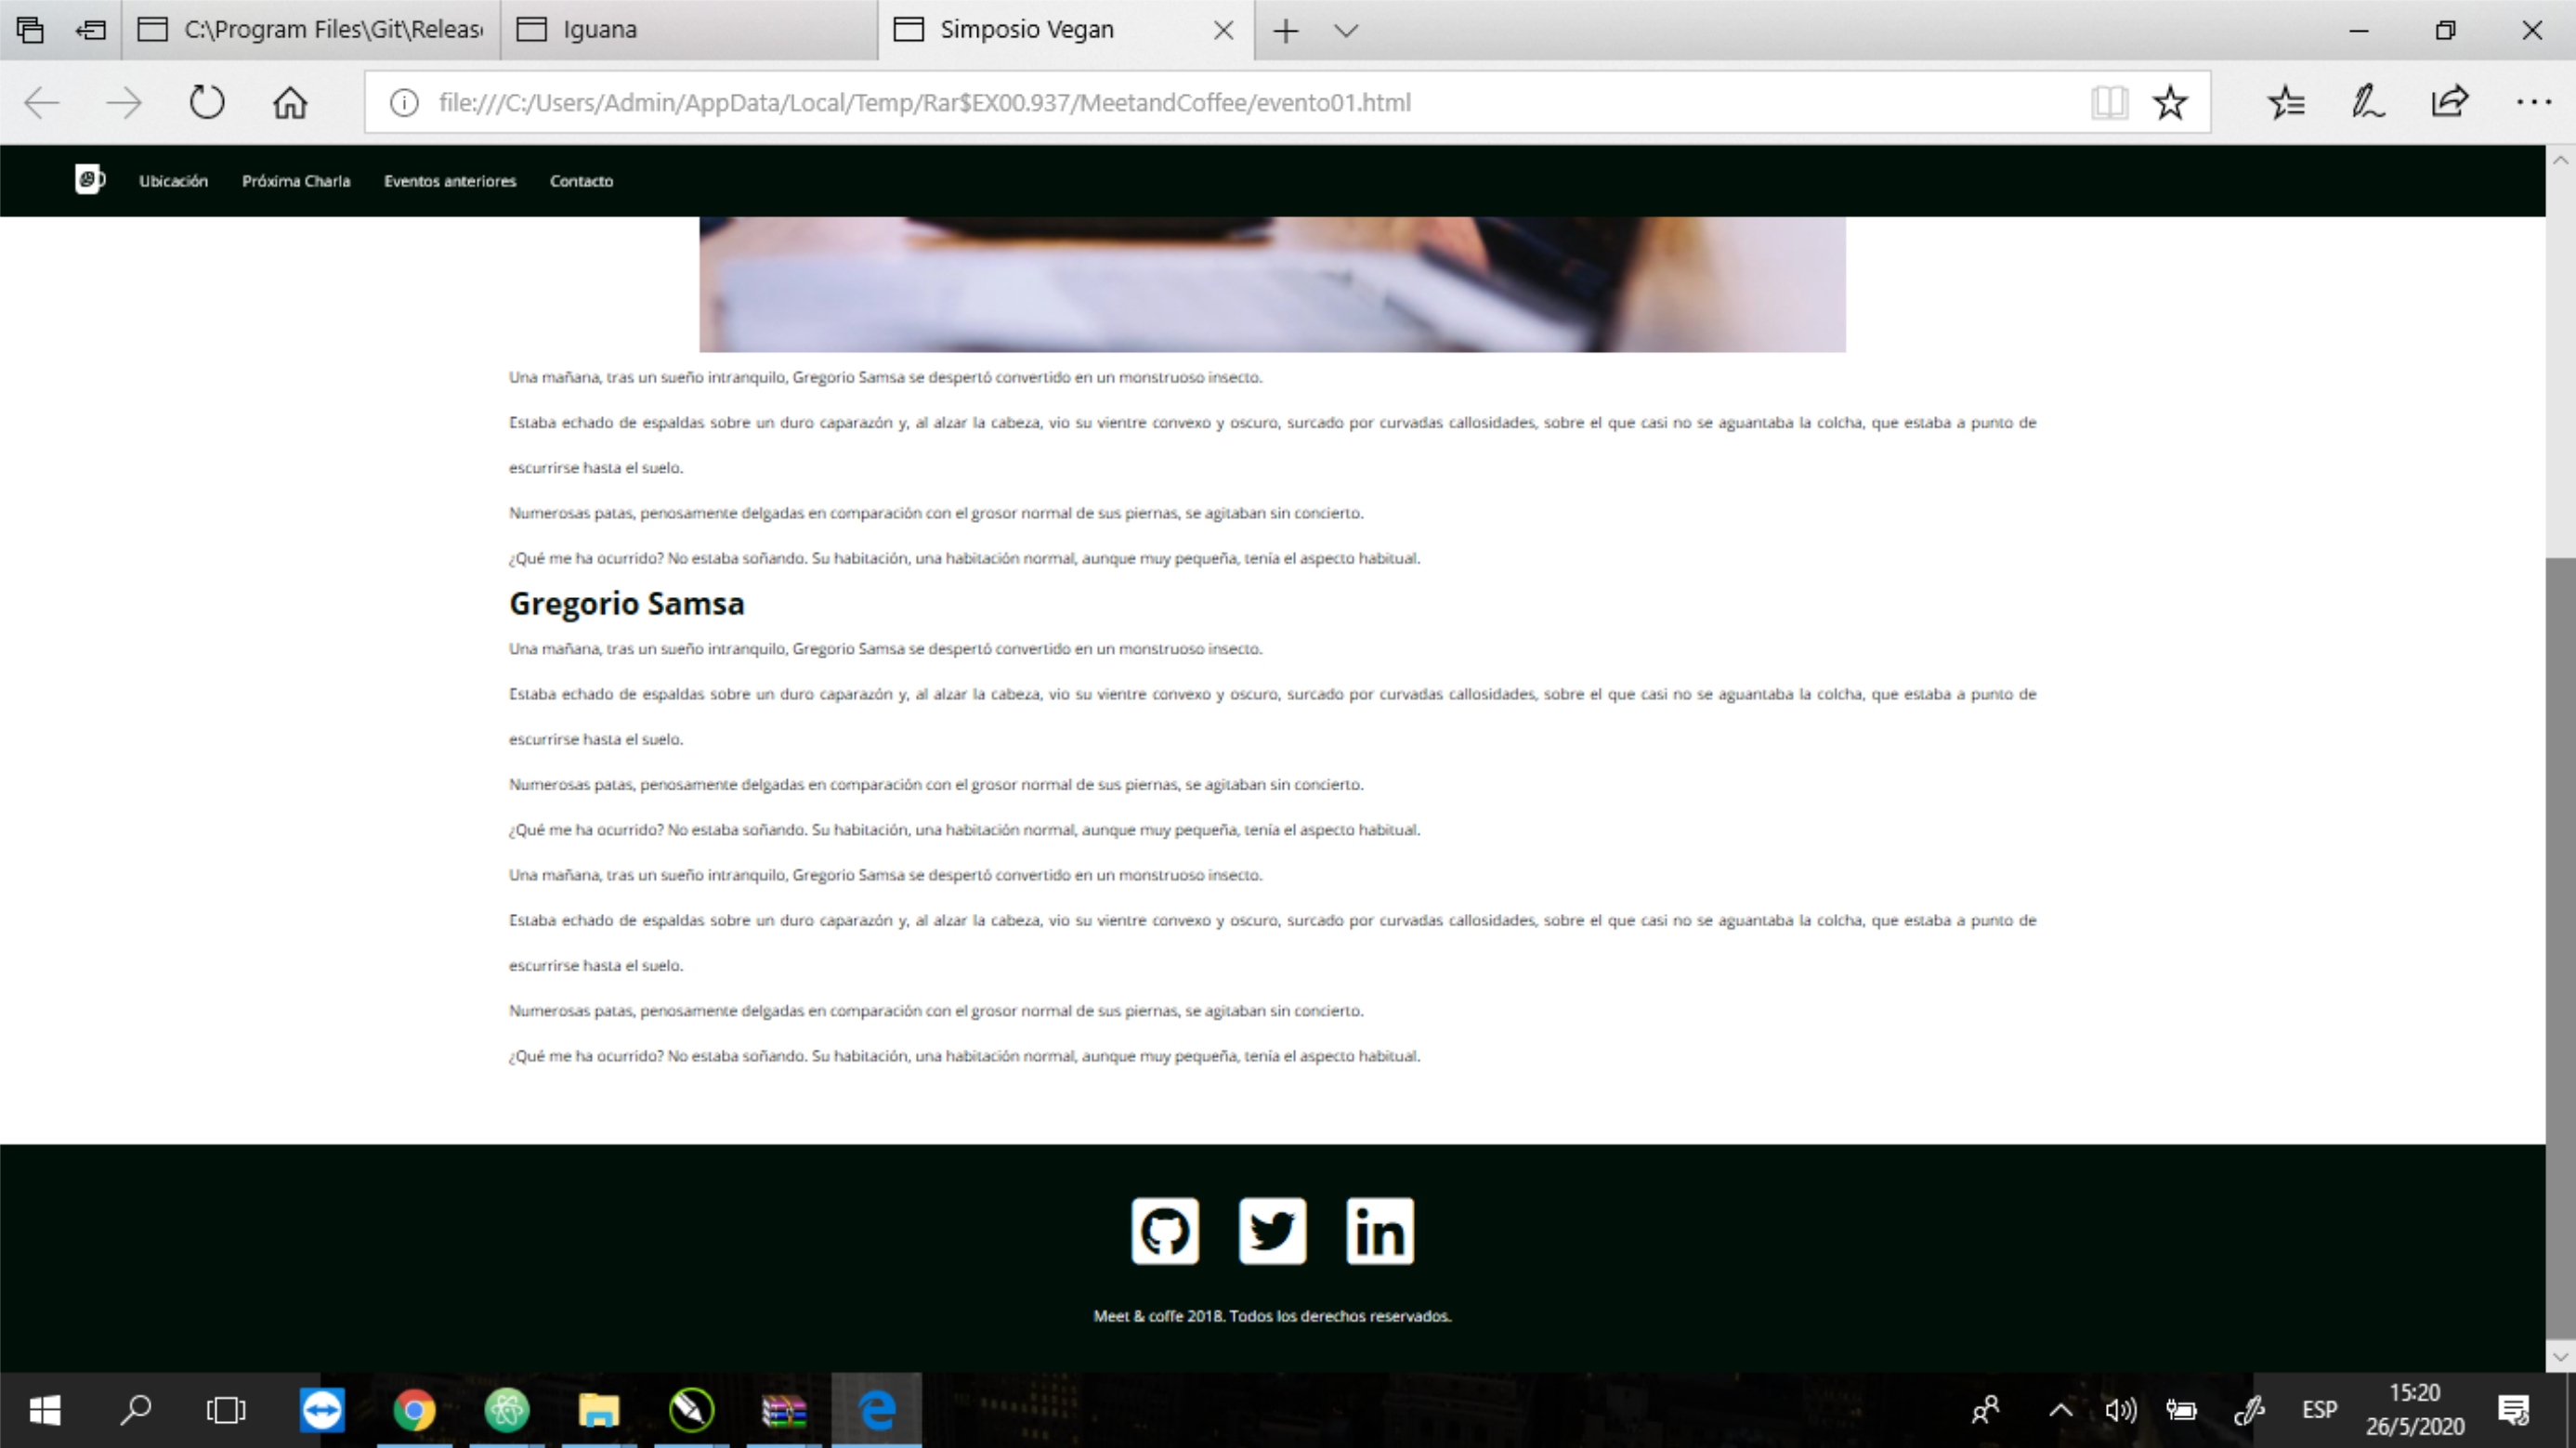 C:\Program Files\Git\Releas
Iguana
Simposio Vegan
file:///C:/Users/Admin/AppData/Local/Temp/Rar$EX00.937/MeetandCoffee/evento01.html
Ubicación
Próxima Charla
Eventos anteriores
Contacto
Una mañana, tras un sueño intranquilo, Gregorio Samsa se despertó convertido en un monstruoso insecto.
Estaba echado de espaldas sobre un duro caparazón y, al alzar la cabeza, vio su vientre convexo y oscuro, surcado por curvadas callosidades, sobre el que casi no se aguantaba la colcha, que estaba a punto de
escurrirse hasta el suelo.
Numerosas patas, penosamente delgadas en comparación con el grosor normal de sus piernas, se agitaban sin concierto.
¿Qué me ha ocurrido? No estaba soñando. Su habitación, una habitación normal, aunque muy pequeña, tenía el aspecto habitual.
Gregorio Samsa
Una mañana, tras un sueño intranquilo, Gregorio Samsa se despertó convertido en un monstruoso insecto.
Estaba echado de espaldas sobre un duro caparazón y, al alzar la cabeza, vio su vientre convexo y oscuro, surcado por curvadas callosidades, sobre el que casi no se aguantaba la colcha, que estaba a punto de
escurrirse hasta el suelo.
Numerosas patas, penosamente delgadas en comparación con el grosor normal de sus piernas, se agitaban sin concierto.
¿Qué me ha ocurrido? No estaba soñando. Su habitación, una habitación normal, aunque muy pequeña, tenía el aspecto habitual.
Una mañana, tras un sueño intranquilo, Gregorio Samsa se despertó convertido en un monstruoso insecto.
Estaba echado de espaldas sobre un duro caparazón y, al alzar la cabeza, vio su vientre convexo y oscuro, surcado por curvadas callosidades, sobre el que casi no se aguantaba la colcha, que estaba a punto de
escurrirse hasta el suelo.
Numerosas patas, penosamente delgadas en comparación con el grosor normal de sus piernas, se agitaban sin concierto.
¿Qué me ha ocurrido? No estaba soñando. Su habitación, una habitación normal, aunque muy pequeña, tenía el aspecto habitual.
in
Meet & coffe 2018. Todos los derechos reservados.
ESP
15:20
26/5/2020